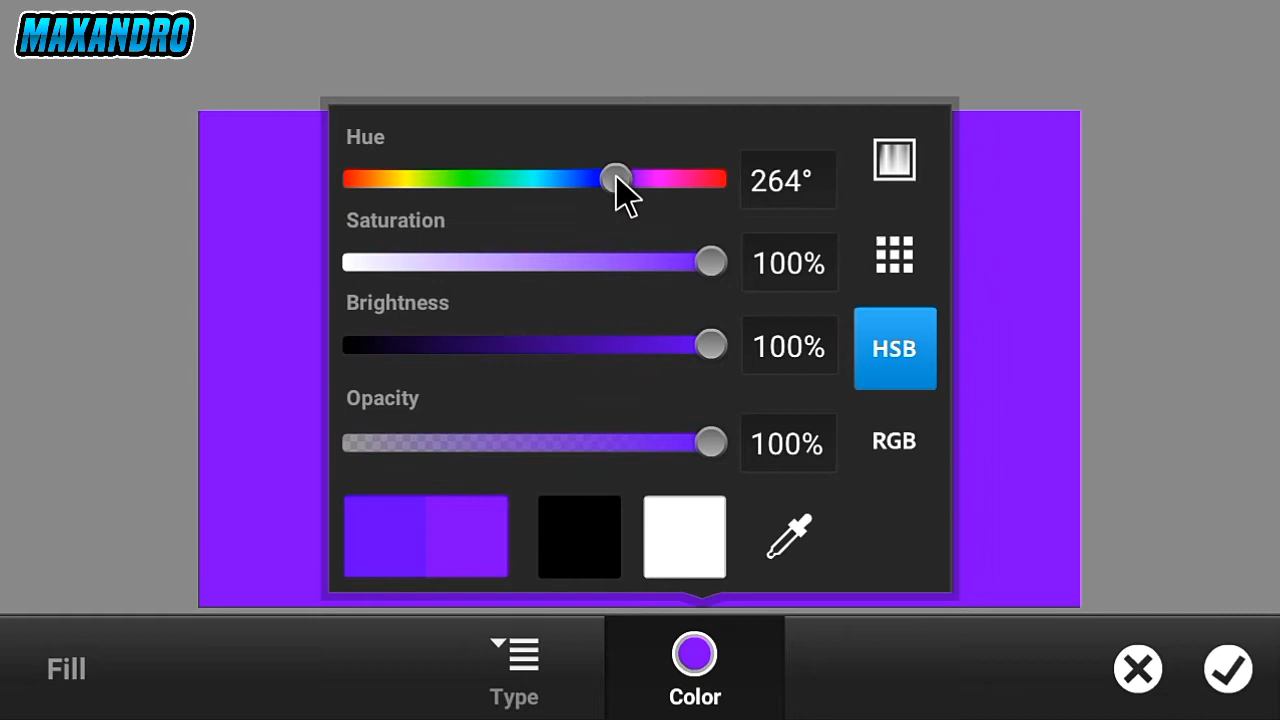 MAXANDRO
Hue
264°
Saturation
100%
Brightness
100%
HSB
Opacity
100%
RGB
Fill
Type
Color